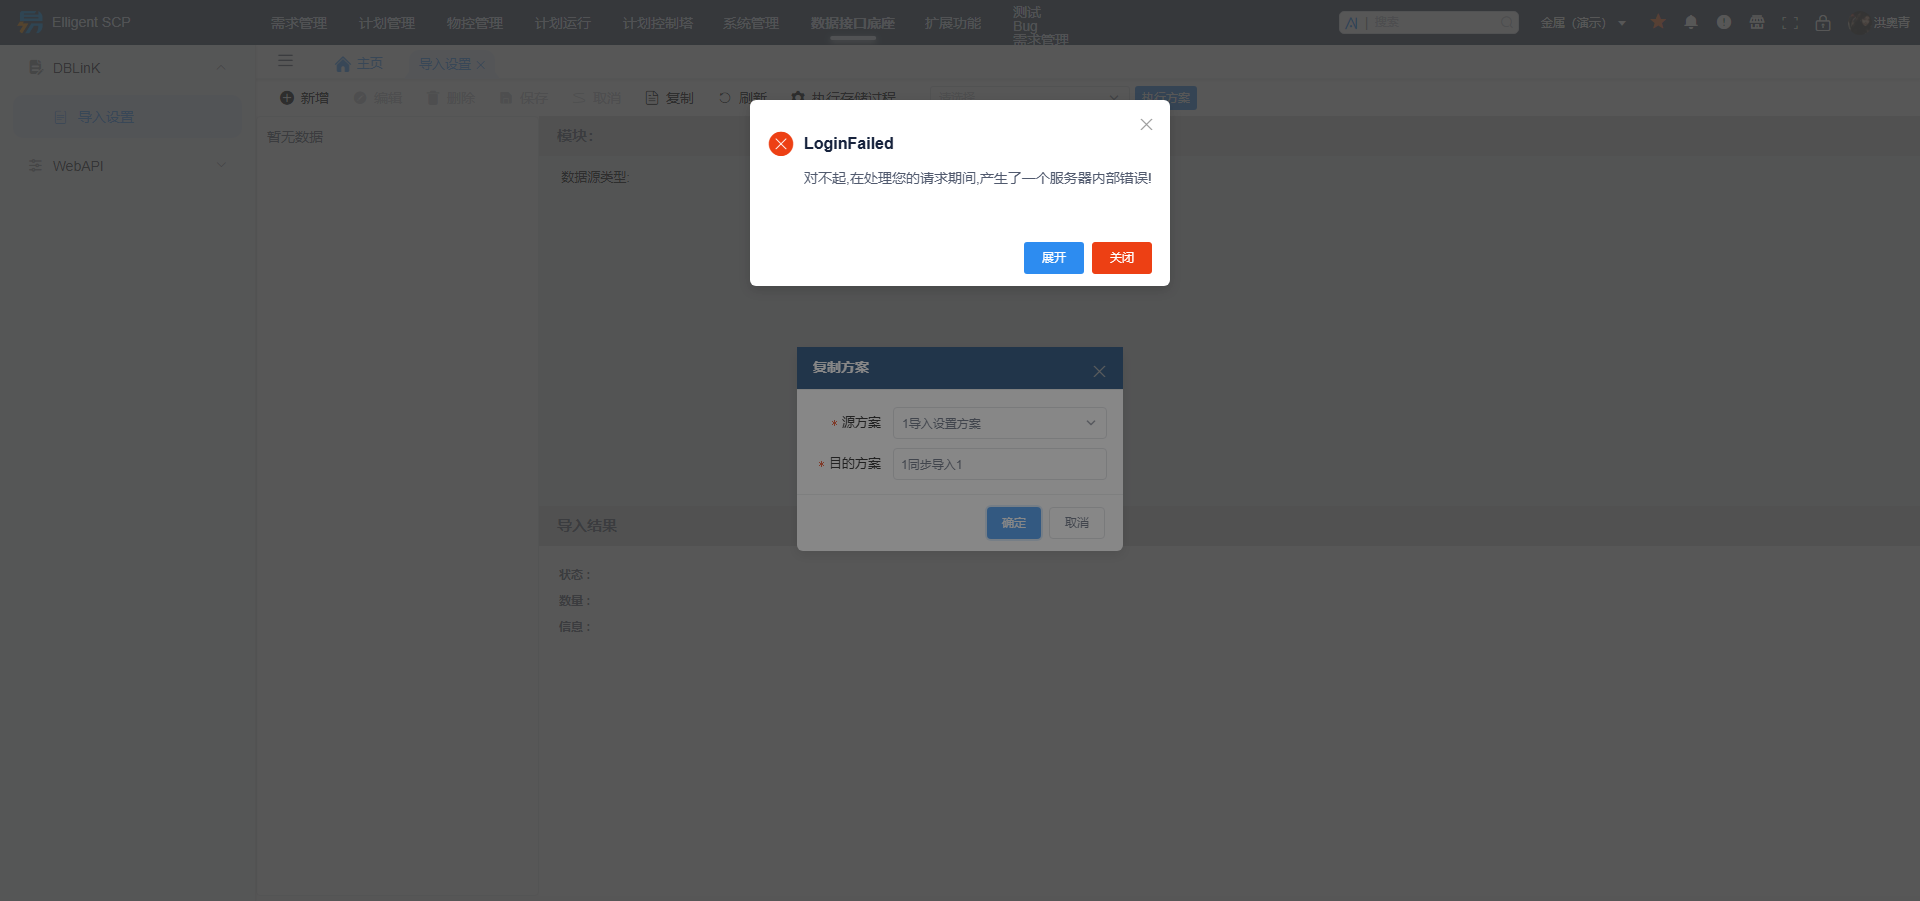 Elligent SCP
需求管理 计划管理 物控管理 计划运行 计划控制塔 系统管理 数据接口底座 扩展功能 测试
Bug
需求管理
AI | 搜索
金属（演示）
洪奥青
DBLinK
导入设置
WebAPI
主页 导入设置
新增 编辑 删除 保存 取消 复制 刷新 执行存储过程 请选择 执行方案
暂无数据
模块:
数据源类型:
LoginFailed
对不起,在处理您的请求期间,产生了一个服务器内部错误!
展开 关闭
复制方案
* 源方案 1导入设置方案
* 目的方案 1同步导入1
确定 取消
导入结果
状态 :
数量 :
信息 :